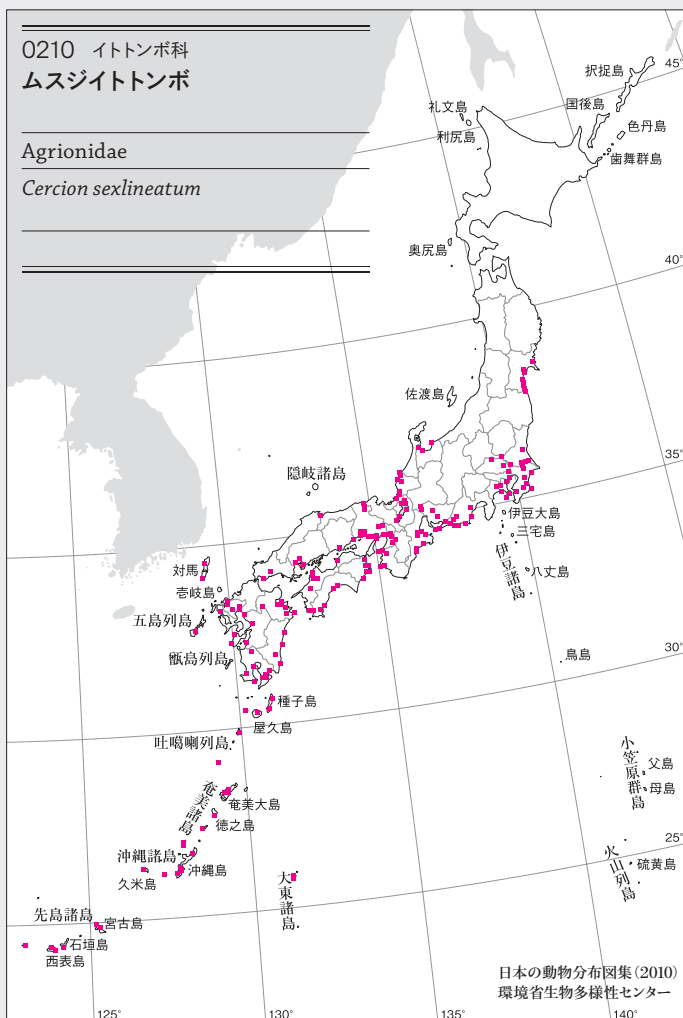 0210 イトトンボ科
ムスジイトトンボ
Agrionidae
Cercion sexlineatum
45°
択捉島
国後島
礼文島
色丹島
利尻島
歯舞群島
奥尻島
40°
佐渡島
35°
隠岐諸島
伊豆大島
三宅島
伊豆諸島
八丈島
対馬
壱岐島
五島列島
甑島列島
鳥島
30°
種子島
屋久島
吐噶喇列島
小笠原群島
父島
母島
奄美諸島
奄美大島
徳之島
25°
沖縄諸島
沖縄島
久米島
大東諸島
火山列島
硫黄島
先島諸島
宮古島
石垣島
西表島
日本の動物分布図集(2010)
環境省生物多様性センター
125°
130°
135°
140°